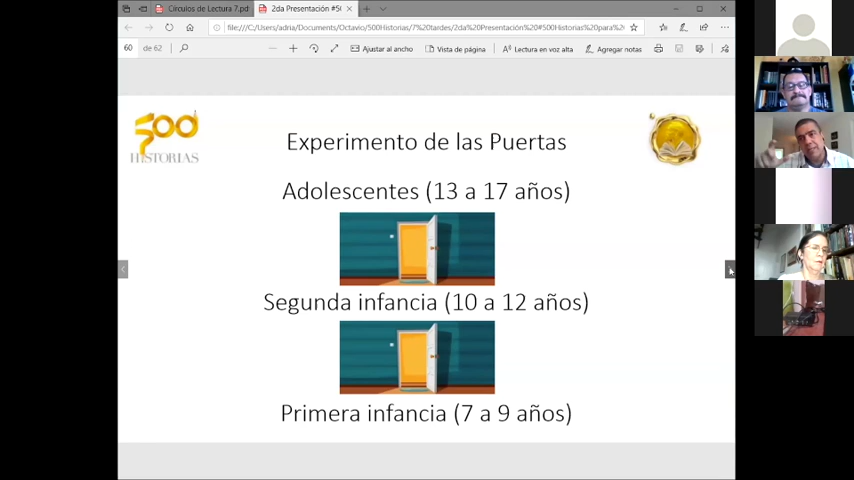 Círculos de Lectura 7.pdf
2da Presentación #50
file:///C:/Users/adria/Documents/Octavio/500Historias/7%20tardes/2da%20Presentación%20#500Historias%20para%2
60 de 62
Ajustar al ancho
Vista de página
Lectura en voz alta
Agregar notas
500
HISTORIAS
Experimento de las Puertas
Adolescentes (13 a 17 años)
Segunda infancia (10 a 12 años)
Primera infancia (7 a 9 años)